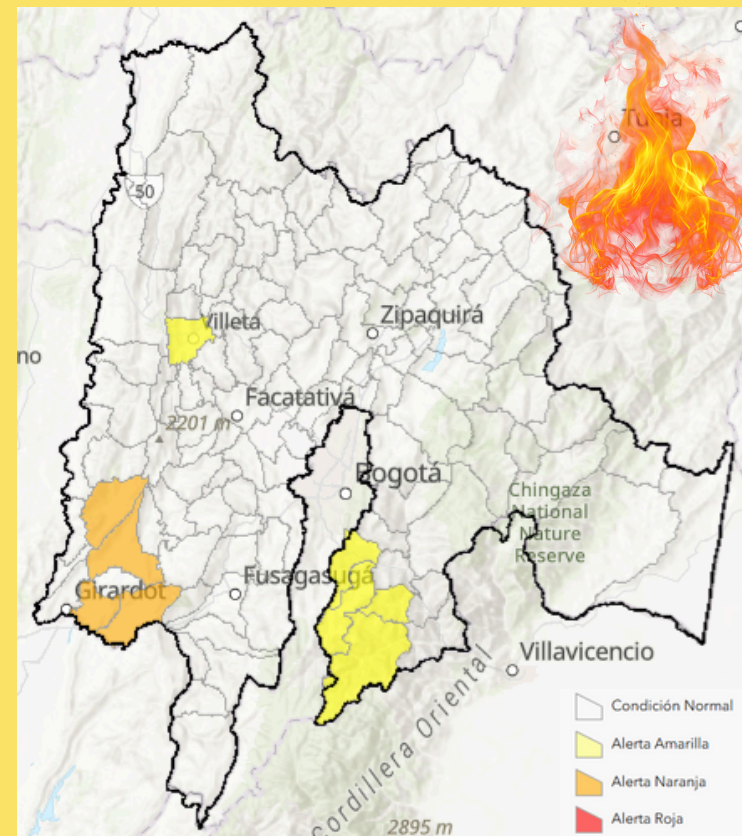 Tunja
50
Villeta
Zipaquirá
no
Facatativá
2201 m
Bogotá
Chingaza
National
Nature
Reserve
Girardot
Fusagasugá
Villavicencio
Cordillera Oriental
2895 m
Condición Normal
Alerta Amarilla
Alerta Naranja
Alerta Roja